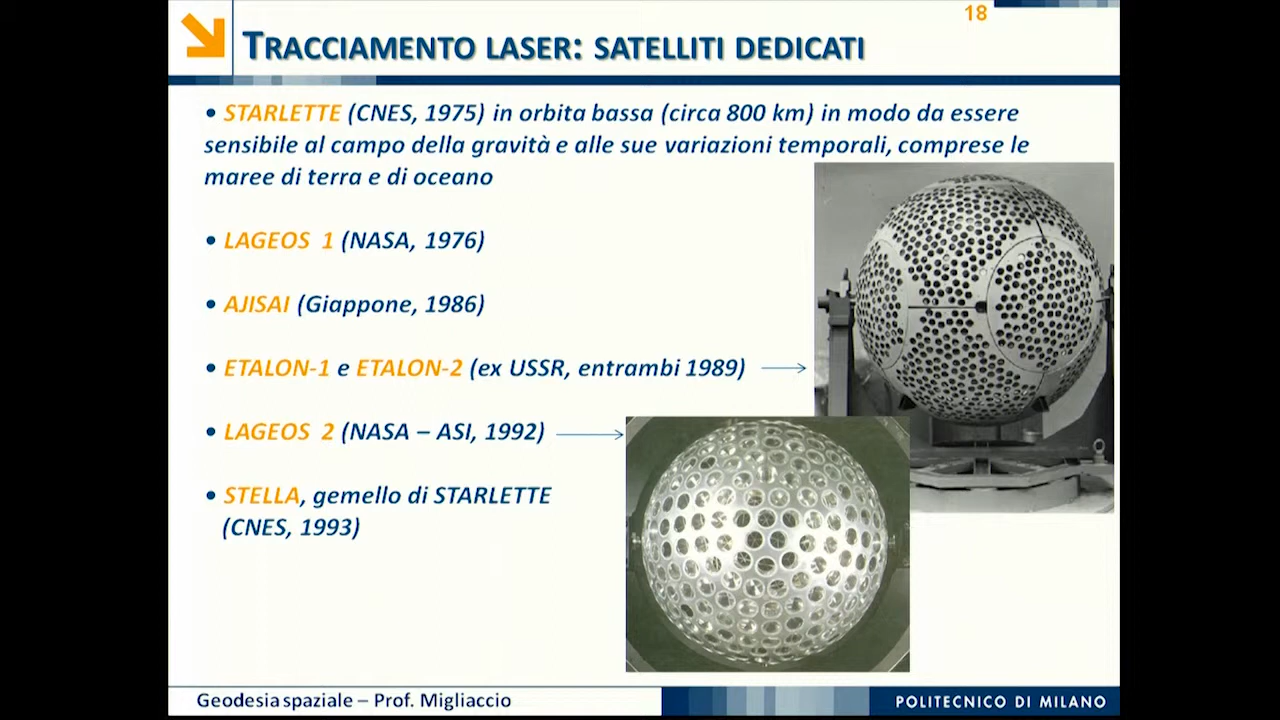 18
TRACCIAMENTO LASER: SATELLITI DEDICATI
• STARLETTE (CNES, 1975) in orbita bassa (circa 800 km) in modo da essere
sensibile al campo della gravità e alle sue variazioni temporali, comprese le
maree di terra e di oceano
• LAGEOS 1 (NASA, 1976)
• AJISAI (Giappone, 1986)
• ETALON-1 e ETALON-2 (ex USSR, entrambi 1989)
• LAGEOS 2 (NASA – ASI, 1992)
• STELLA, gemello di STARLETTE
(CNES, 1993)
Geodesia spaziale – Prof. Migliaccio
POLITECNICO DI MILANO